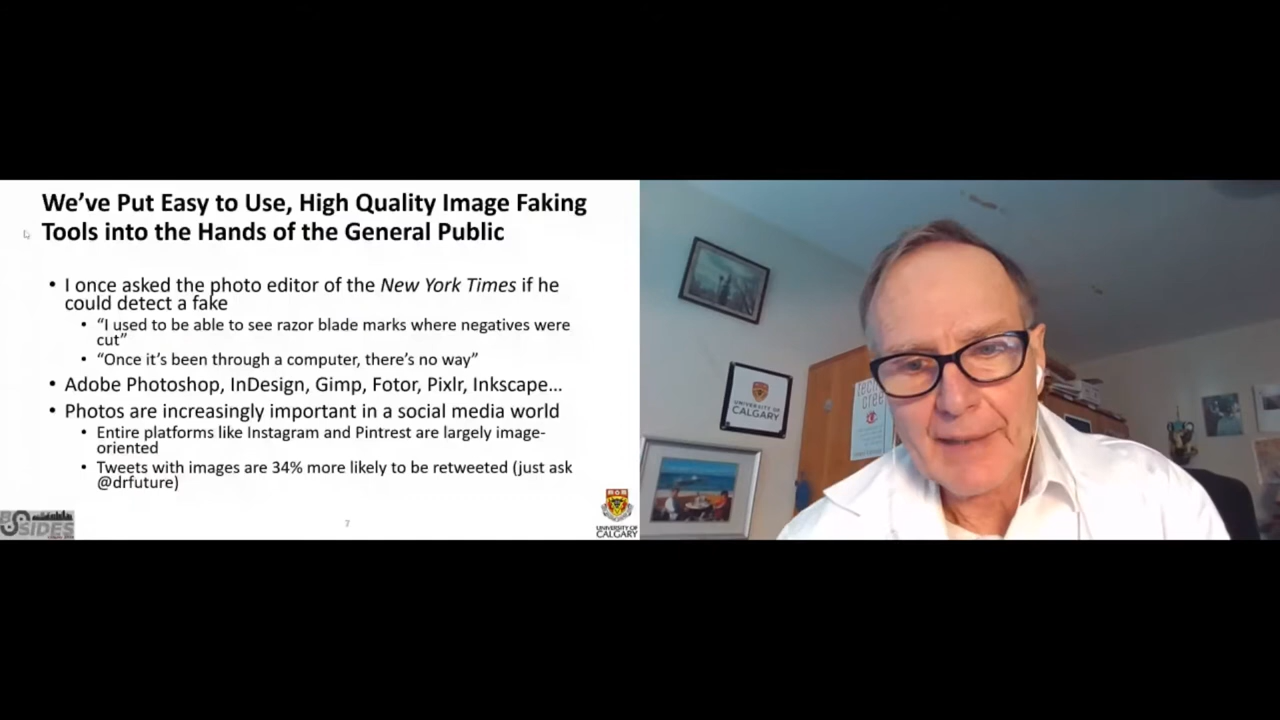 We’ve Put Easy to Use, High Quality Image Faking
Tools into the Hands of the General Public
• I once asked the photo editor of the New York Times if he
could detect a fake
• “I used to be able to see razor blade marks where negatives were
cut”
• “Once it’s been through a computer, there’s no way”
• Adobe Photoshop, InDesign, Gimp, Fotor, Pixlr, Inkscape…
• Photos are increasingly important in a social media world
• Entire platforms like Instagram and Pintrest are largely image-
oriented
• Tweets with images are 34% more likely to be retweeted (just ask
@drfuture)
BSIDES
7
UNIVERSITY OF
CALGARY
UNIVERSITY OF
CALGARY